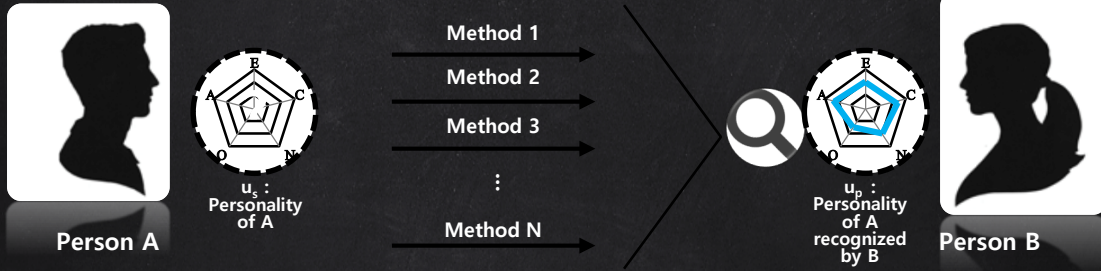 Method 1
Method 2
Method 3
⋮
Method N
E
A
C
O
N
us :
Personality
of A
E
A
C
O
N
up :
Personality
of A
recognized
by B
Person A
Person B